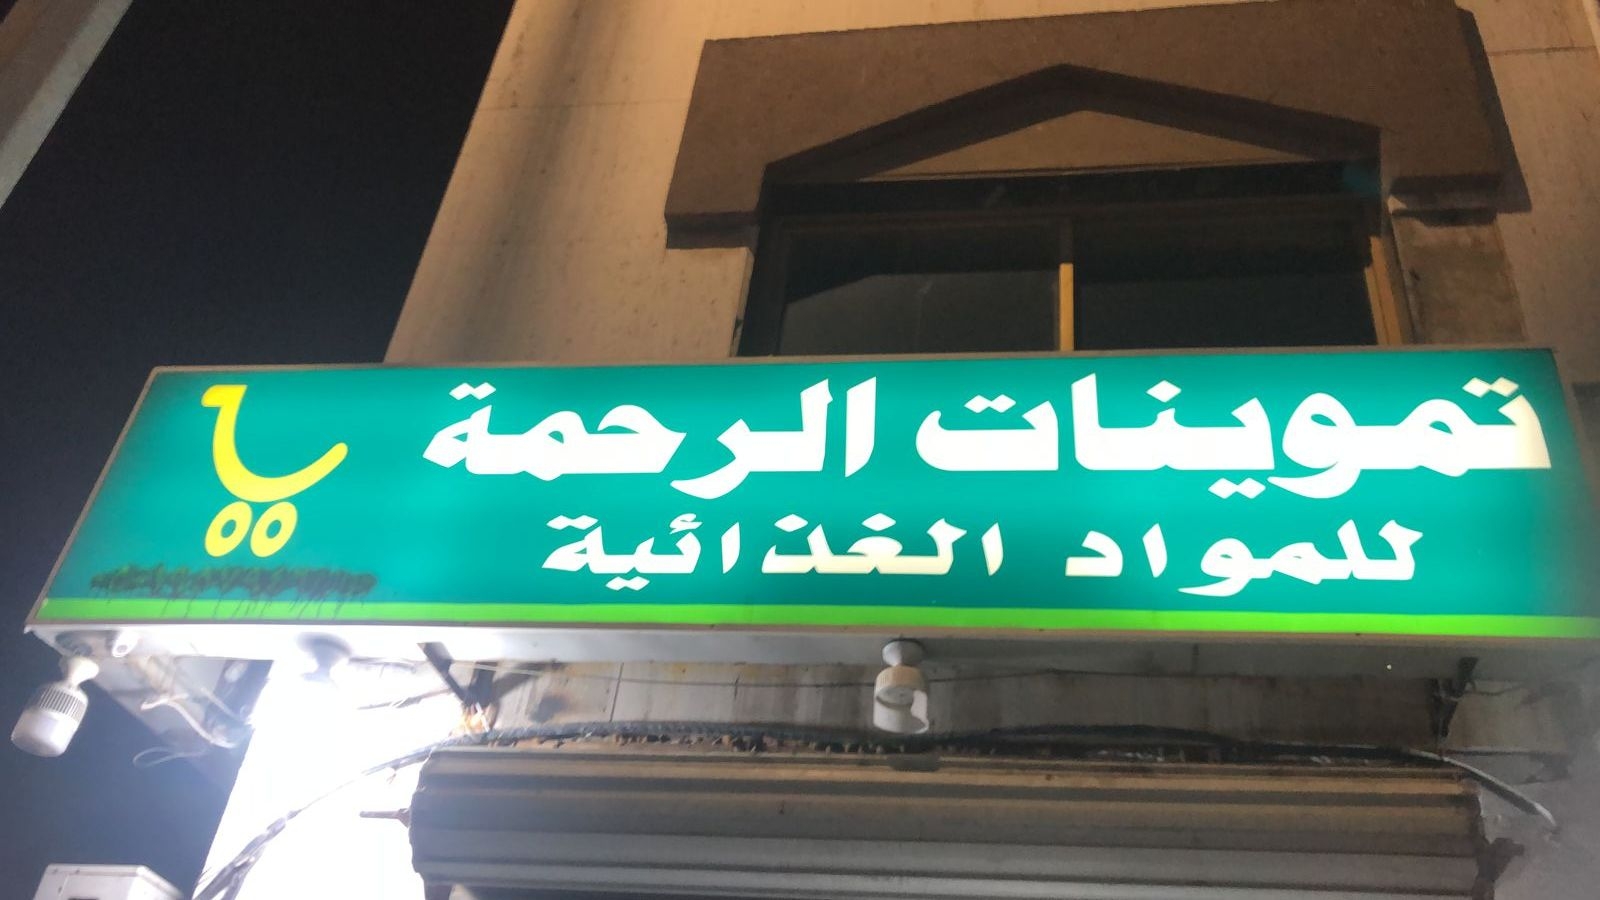 تموينات الرحمة
للمواد الغذائية